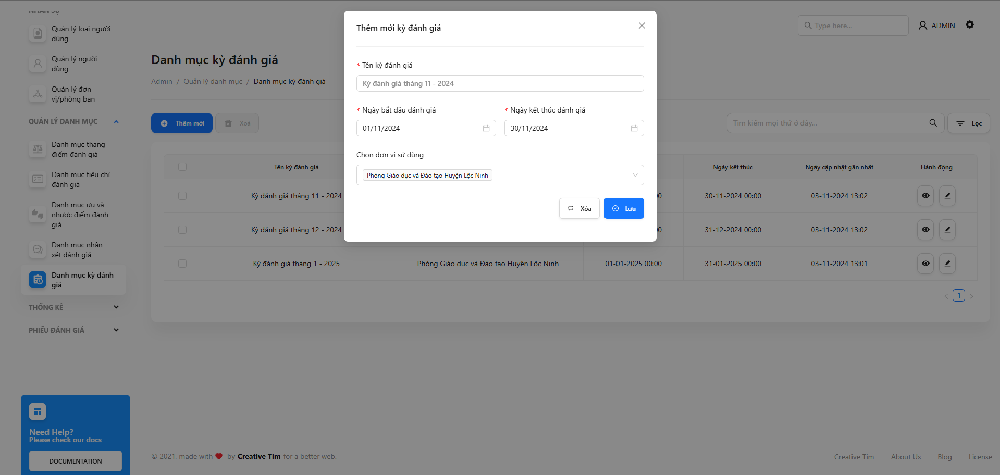 NHÂN SỰ
Quản lý loại người
dùng
Quản lý người
dùng
Quản lý đơn
vị/phòng ban
QUẢN LÝ DANH MỤC
Danh mục thang
điểm đánh giá
Danh mục tiêu chí
đánh giá
Danh mục ưu và
nhược điểm đánh
giá
Danh mục nhận
xét đánh giá
Danh mục kỳ đánh
giá
THỐNG KÊ
PHIẾU ĐÁNH GIÁ
Need Help?
Please check our docs
DOCUMENTATION
Type here...
ADMIN
Danh mục kỳ đánh giá
Admin / Quản lý danh mục / Danh mục kỳ đánh giá
Thêm mới
Xoá
Tìm kiếm mọi thứ ở đây...
Lọc
Thêm mới kỳ đánh giá
* Tên kỳ đánh giá
Kỳ đánh giá tháng 11 - 2024
* Ngày bắt đầu đánh giá
* Ngày kết thúc đánh giá
01/11/2024
30/11/2024
Chọn đơn vị sử dùng
Phòng Giáo dục và Đào tạo Huyện Lộc Ninh
Xóa
Lưu
Tên kỳ đánh giá Ngày kết thúc Ngày cập nhật gần nhất Hành động
Kỳ đánh giá tháng 11 - 2024 00 30-11-2024 00:00 03-11-2024 13:02
Kỳ đánh giá tháng 12 - 2024 00 31-12-2024 00:00 03-11-2024 13:02
Kỳ đánh giá tháng 1 - 2025 Phòng Giáo dục và Đào tạo Huyện Lộc Ninh 01-01-2025 00:00 31-01-2025 00:00 03-11-2024 13:01
< 1 >
© 2021, made with ❤ by Creative Tim for a better web.
Creative Tim About Us Blog License